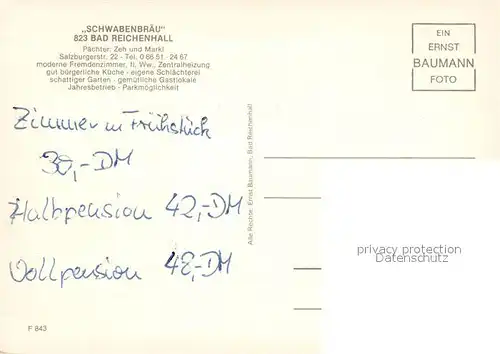 „SCHWABENBRÄU"
823 BAD REICHENHALL
Pächter: Zeh und Markl
Salzburgerstr. 22 - Tel. 0 86 51 - 24 67
moderne Fremdenzimmer, fl. Ww., Zentralheizung
gut bürgerliche Küche - eigene Schlächterei
schattiger Garten - gemütliche Gastlokale
Jahresbetrieb - Parkmöglichkeit
EIN
ERNST
BAUMANN
FOTO
Zimmer m Frühstück
30,-DM
Halbpension 42,-DM
Vollpension 48,-DM
Alle Rechte: Ernst Baumann, Bad Reichenhall
privacy protection
Datenschutz
F 843